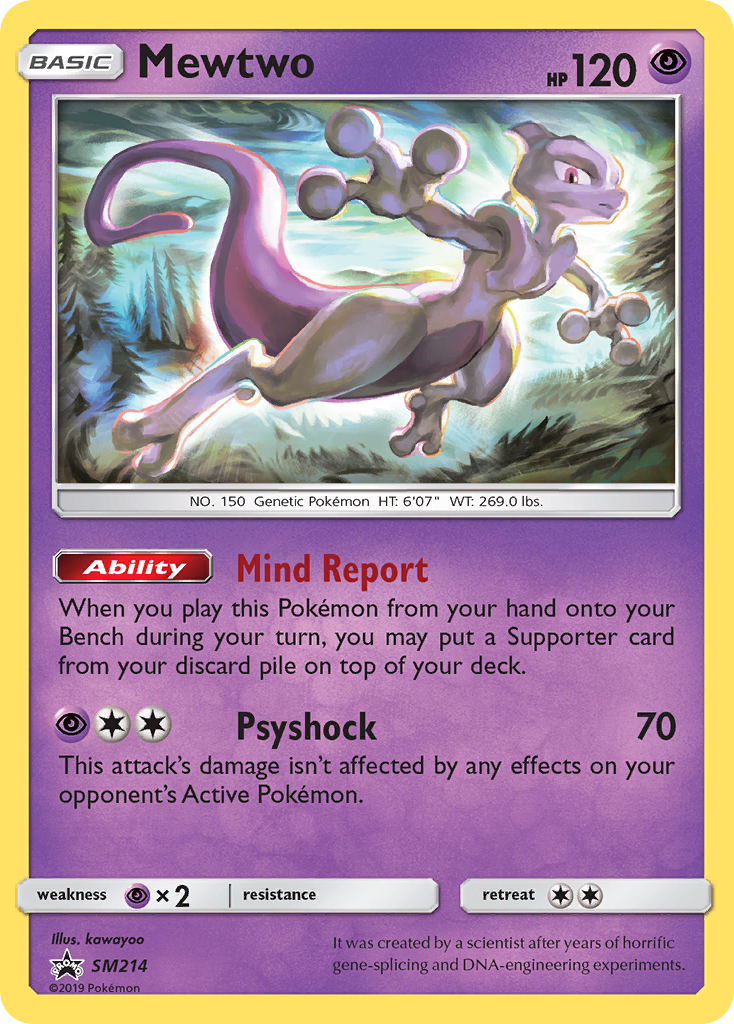 BASIC Mewtwo HP 120
NO. 150 Genetic Pokémon HT: 6'07" WT: 269.0 lbs.
Ability Mind Report
When you play this Pokémon from your hand onto your
Bench during your turn, you may put a Supporter card
from your discard pile on top of your deck.
Psyshock 70
This attack's damage isn't affected by any effects on your
opponent's Active Pokémon.
weakness × 2 resistance retreat
Illus. kawayoo
PROMO SM214
©2019 Pokémon
It was created by a scientist after years of horrific
gene-splicing and DNA-engineering experiments.